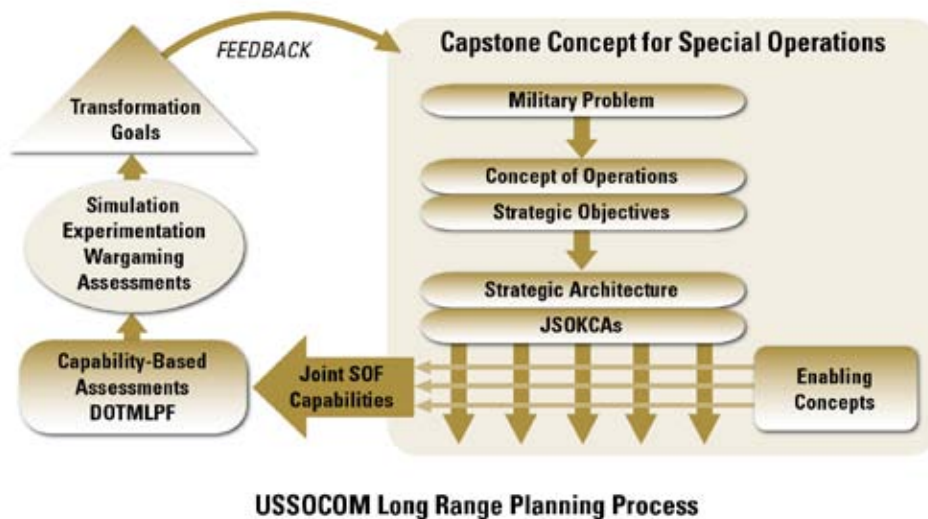 FEEDBACK
Transformation
Goals
Simulation
Experimentation
Wargaming
Assessments
Capability-Based
Assessments
DOTMLPF
Capstone Concept for Special Operations
Military Problem
Concept of Operations
Strategic Objectives
Strategic Architecture
JSOKCAs
Joint SOF
Capabilities
Enabling
Concepts
USSOCOM Long Range Planning Process